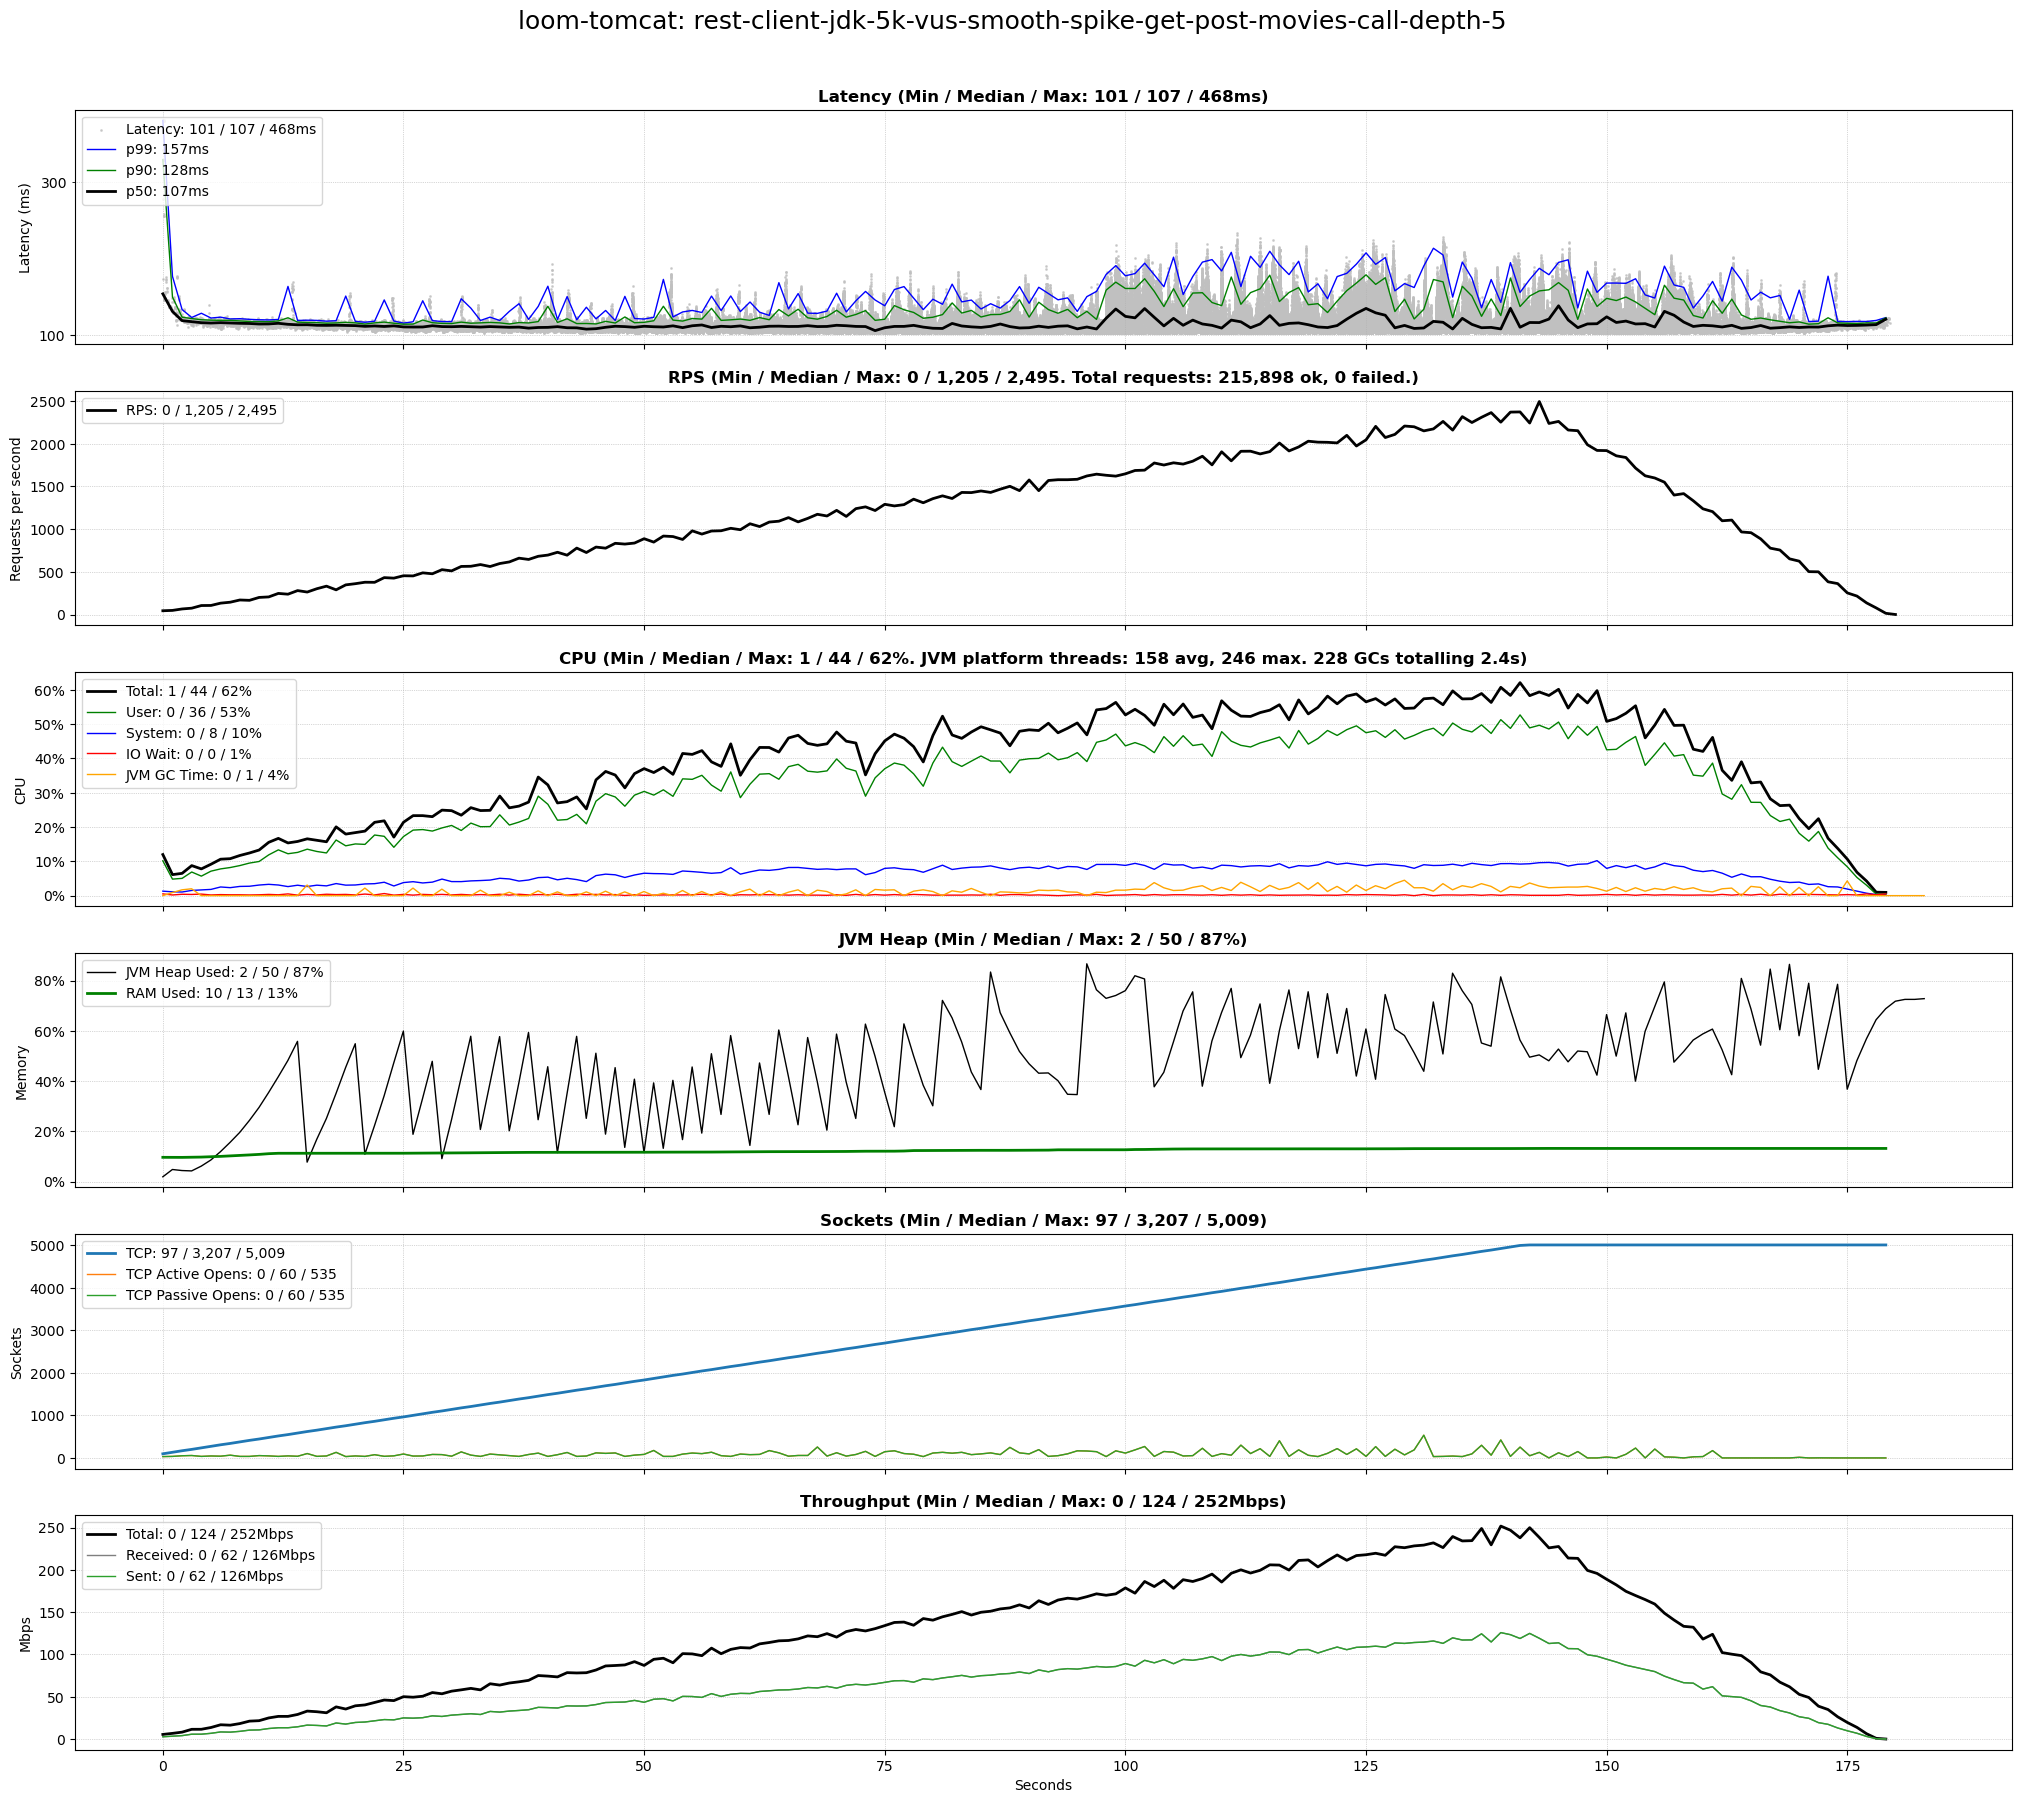 loom-tomcat: rest-client-jdk-5k-vus-smooth-spike-get-post-movies-call-depth-5
Latency (Min / Median / Max: 101 / 107 / 468ms)
Latency: 101 / 107 / 468ms
p99: 157ms
p90: 128ms
p50: 107ms
Latency (ms)
300
100
RPS (Min / Median / Max: 0 / 1,205 / 2,495. Total requests: 215,898 ok, 0 failed.)
RPS: 0 / 1,205 / 2,495
Requests per second
2500
2000
1500
1000
500
0
CPU (Min / Median / Max: 1 / 44 / 62%. JVM platform threads: 158 avg, 246 max. 228 GCs totalling 2.4s)
Total: 1 / 44 / 62%
User: 0 / 36 / 53%
System: 0 / 8 / 10%
IO Wait: 0 / 0 / 1%
JVM GC Time: 0 / 1 / 4%
CPU
60%
50%
40%
30%
20%
10%
0%
JVM Heap (Min / Median / Max: 2 / 50 / 87%)
JVM Heap Used: 2 / 50 / 87%
RAM Used: 10 / 13 / 13%
Memory
80%
60%
40%
20%
0%
Sockets (Min / Median / Max: 97 / 3,207 / 5,009)
TCP: 97 / 3,207 / 5,009
TCP Active Opens: 0 / 60 / 535
TCP Passive Opens: 0 / 60 / 535
Sockets
5000
4000
3000
2000
1000
0
Throughput (Min / Median / Max: 0 / 124 / 252Mbps)
Total: 0 / 124 / 252Mbps
Received: 0 / 62 / 126Mbps
Sent: 0 / 62 / 126Mbps
Mbps
250
200
150
100
50
0
0 25 50 75 100 125 150 175
Seconds